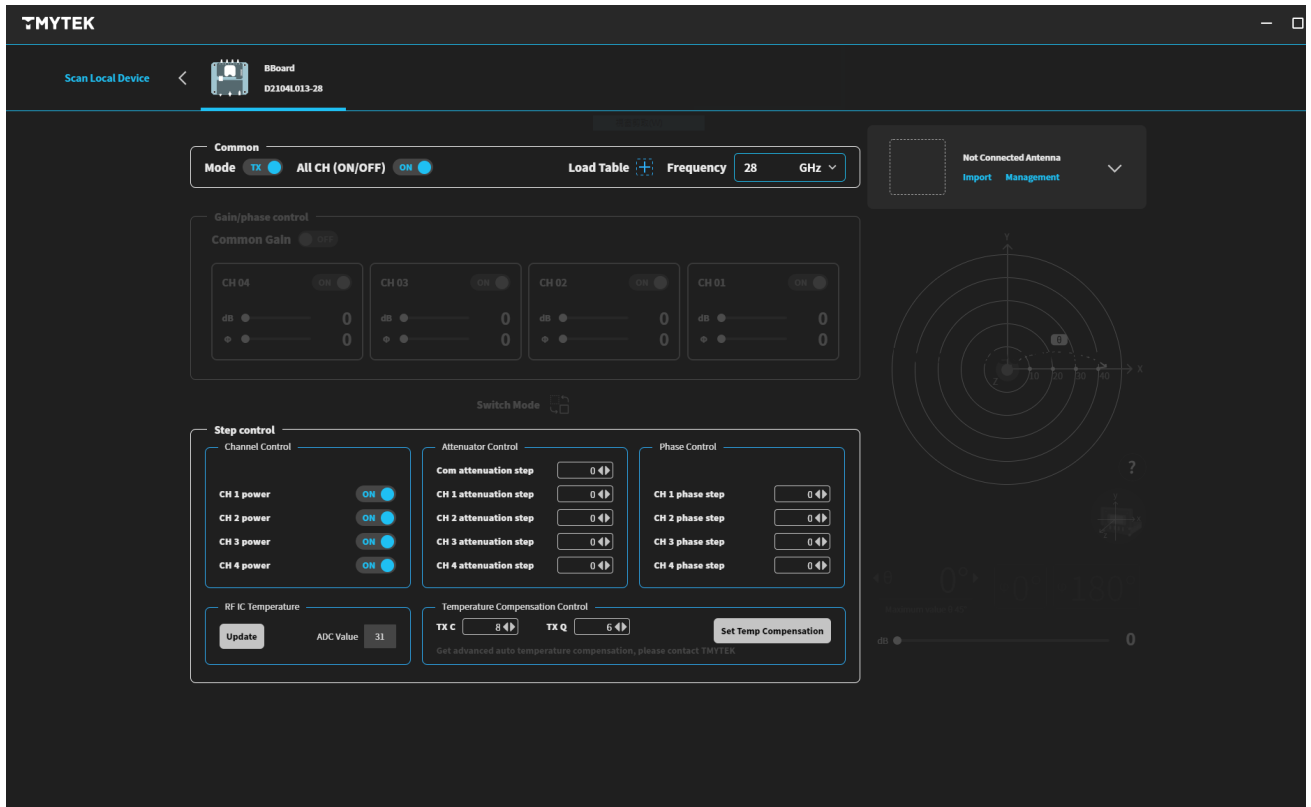 TMYTEK
Scan Local Device
BBoard
D2104L013-28
Common
Mode TX All CH (ON/OFF) ON Load Table Frequency 28 GHz
Not Connected Antenna
Import Management
Gain/phase control
Common Gain OFF
CH 04 ON CH 03 ON CH 02 ON CH 01 ON
dB 0 dB 0 dB 0 dB 0
Φ 0 Φ 0 Φ 0 Φ 0
Y
6
Z 10 20 30 40 X
Switch Mode
Step control
Channel Control Attenuator Control Phase Control
Com attenuation step 0
CH 1 power ON CH 1 attenuation step 0 CH 1 phase step 0
CH 2 power ON CH 2 attenuation step 0 CH 2 phase step 0
CH 3 power ON CH 3 attenuation step 0 CH 3 phase step 0
CH 4 power ON CH 4 attenuation step 0 CH 4 phase step 0
?
RF IC Temperature Temperature Compensation Control
Update ADC Value 31 TX C 8 TX Q 6 Set Temp Compensation
Get advanced auto temperature compensation, please contact TMYTEK
dB 0